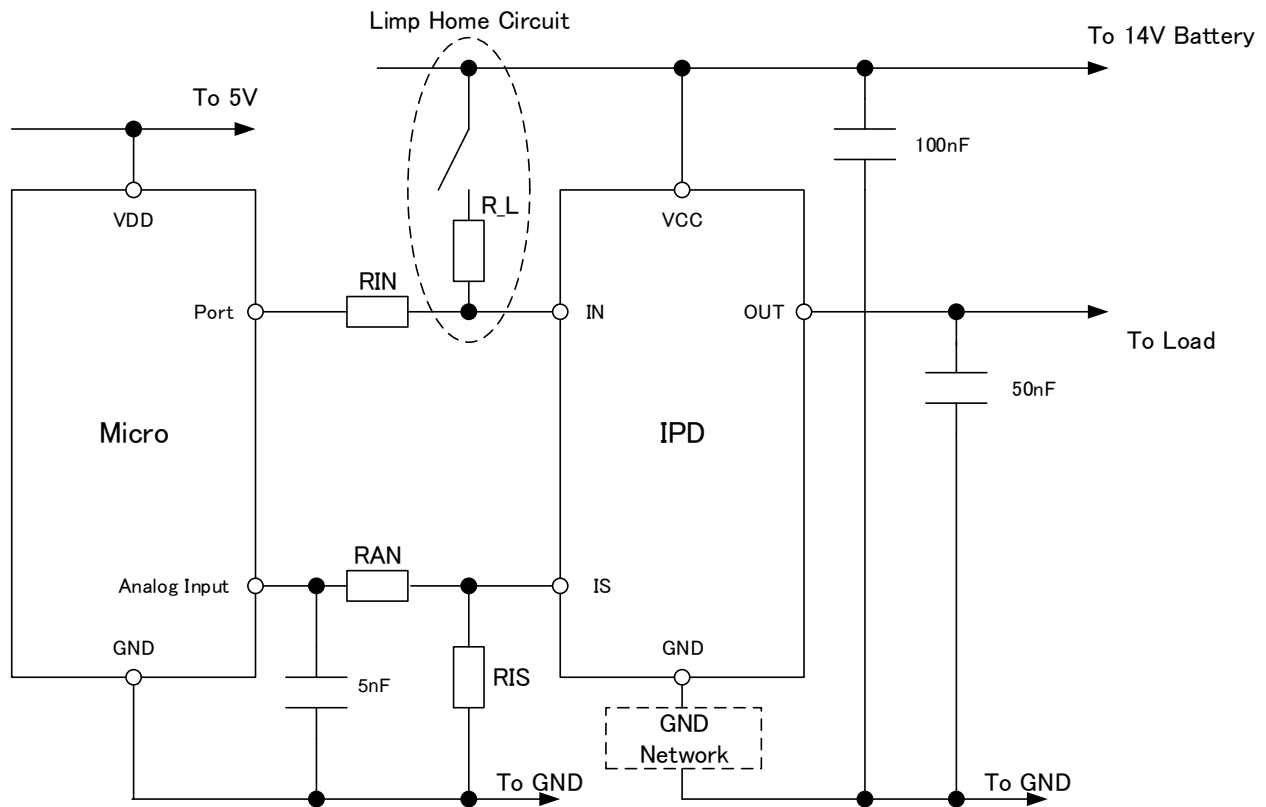 Limp Home Circuit
To 14V Battery
To 5V
100nF
VDD
R_L
VCC
RIN
Port
IN
OUT
To Load
50nF
Micro
IPD
RAN
Analog Input
IS
GND
GND
5nF
RIS
GND
Network
To GND
To GND